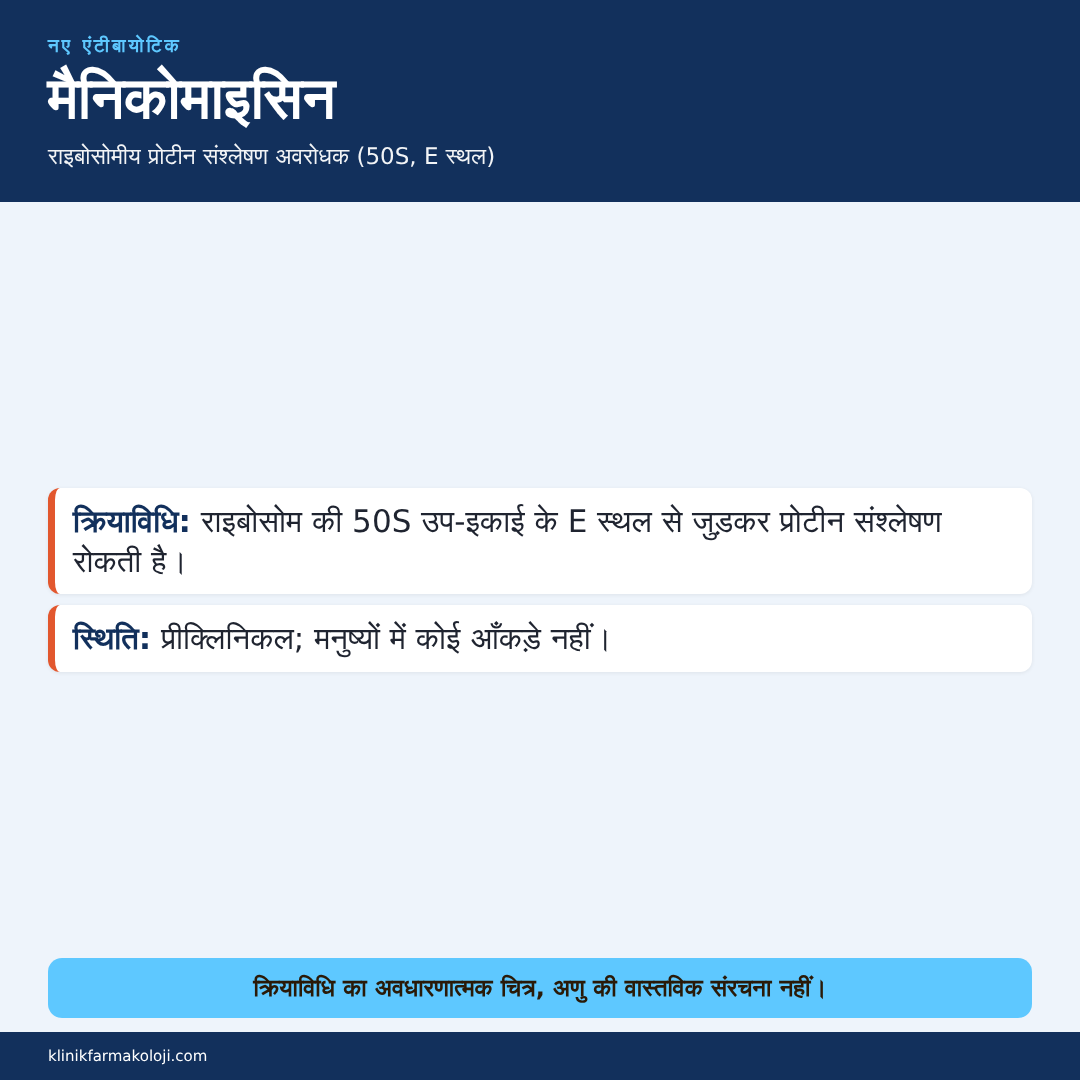 नए एंटीबायोटिक
मैनिकोमाइसिन
राइबोसोमीय प्रोटीन संश्लेषण अवरोधक (50S, E स्थल)
क्रियाविधि: राइबोसोम की 50S उप-इकाई के E स्थल से जुड़कर प्रोटीन संश्लेषण
रोकती है।
स्थिति: प्रीक्लिनिकल; मनुष्यों में कोई आँकड़े नहीं।
क्रियाविधि का अवधारणात्मक चित्र, अणु की वास्तविक संरचना नहीं।
klinikfarmakoloji.com